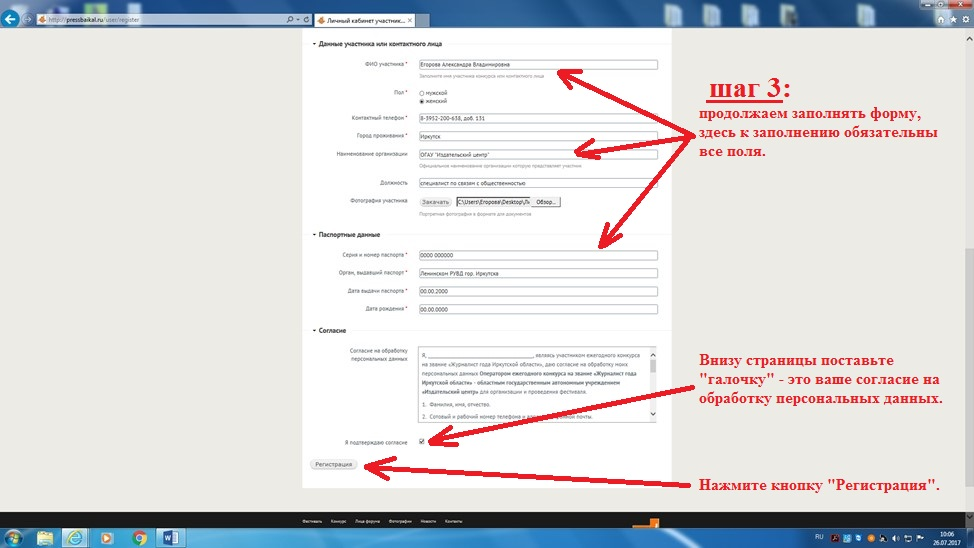 http://pressbaikal.ru/user/register
Личный кабинет участник...
Данные участника или контактного лица
ФИО участника *
Егорова Александра Владимировна
Заполните имя участника конкурса или контактного лица
Пол *
мужской
женский
Контактный телефон *
8-3952-200-638, доб. 131
Город проживания *
Иркутск
Наименование организации
ОГАУ "Издательский центр"
Официальное наименование организации которую представляет участник
Должность
специалист по связям с общественностью
Фотография участника
Закачать
C:\Users\Егорова\Desktop\Ли
Обзор...
Портретная фотография в формате для документов
шаг 3:
продолжаем заполнять форму,
здесь к заполнению обязательны
все поля.
Паспортные данные
Серия и номер паспорта *
0000 000000
Орган, выдавший паспорт *
Ленинском РУВД гор. Иркутска
Дата выдачи паспорта *
00.00.2000
Дата рождения *
00.00.0000
Согласие
Согласие на обработку
персональных данных
Я, ________________________________ являясь участником ежегодного конкурса
на звание «Журналист года Иркутской области», даю согласие на обработку моих
персональных данных Оператором ежегодного конкурса на звание «Журналист года
Иркутской области» - областным государственным автономным учреждением
«Издательский центр» для организации и проведения фестиваля.
1. Фамилия, имя, отчество.
2. Сотовый и рабочий номер телефона и почты.
Внизу страницы поставьте
"галочку" - это ваше согласие на
обработку персональных данных.
Я подтверждаю согласие
Регистрация
Нажмите кнопку "Регистрация".
Фестиваль Конкурс Лица форума Фотографии Новости Контакты
RU
10:06
26.07.2017